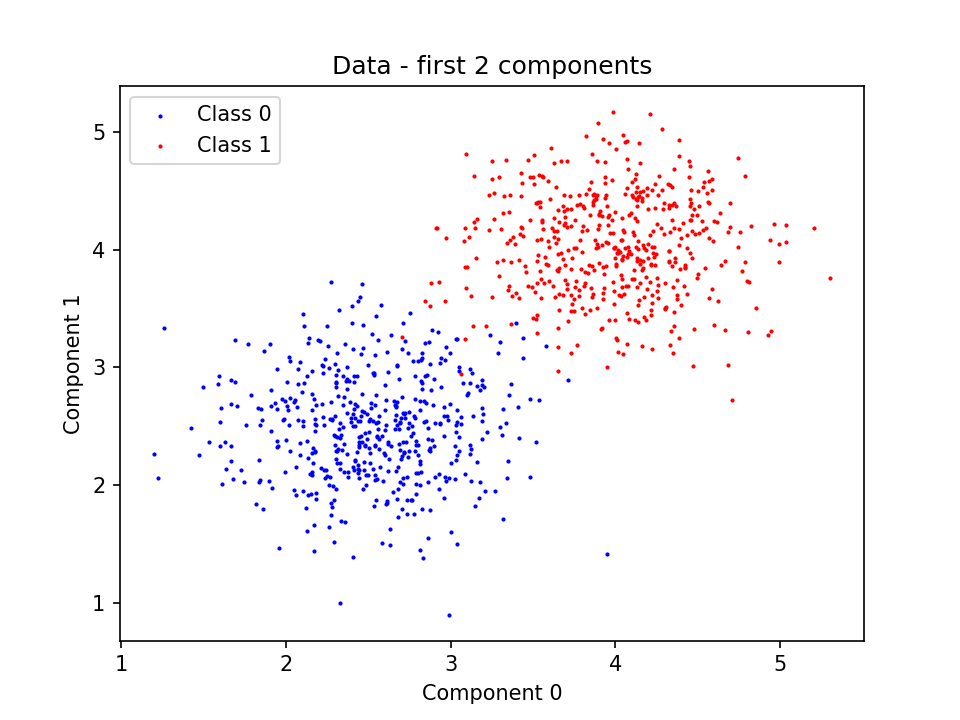 Data - first 2 components
Class 0
Class 1
5
4
3
2
1
Component 1
1 2 3 4 5
Component 0